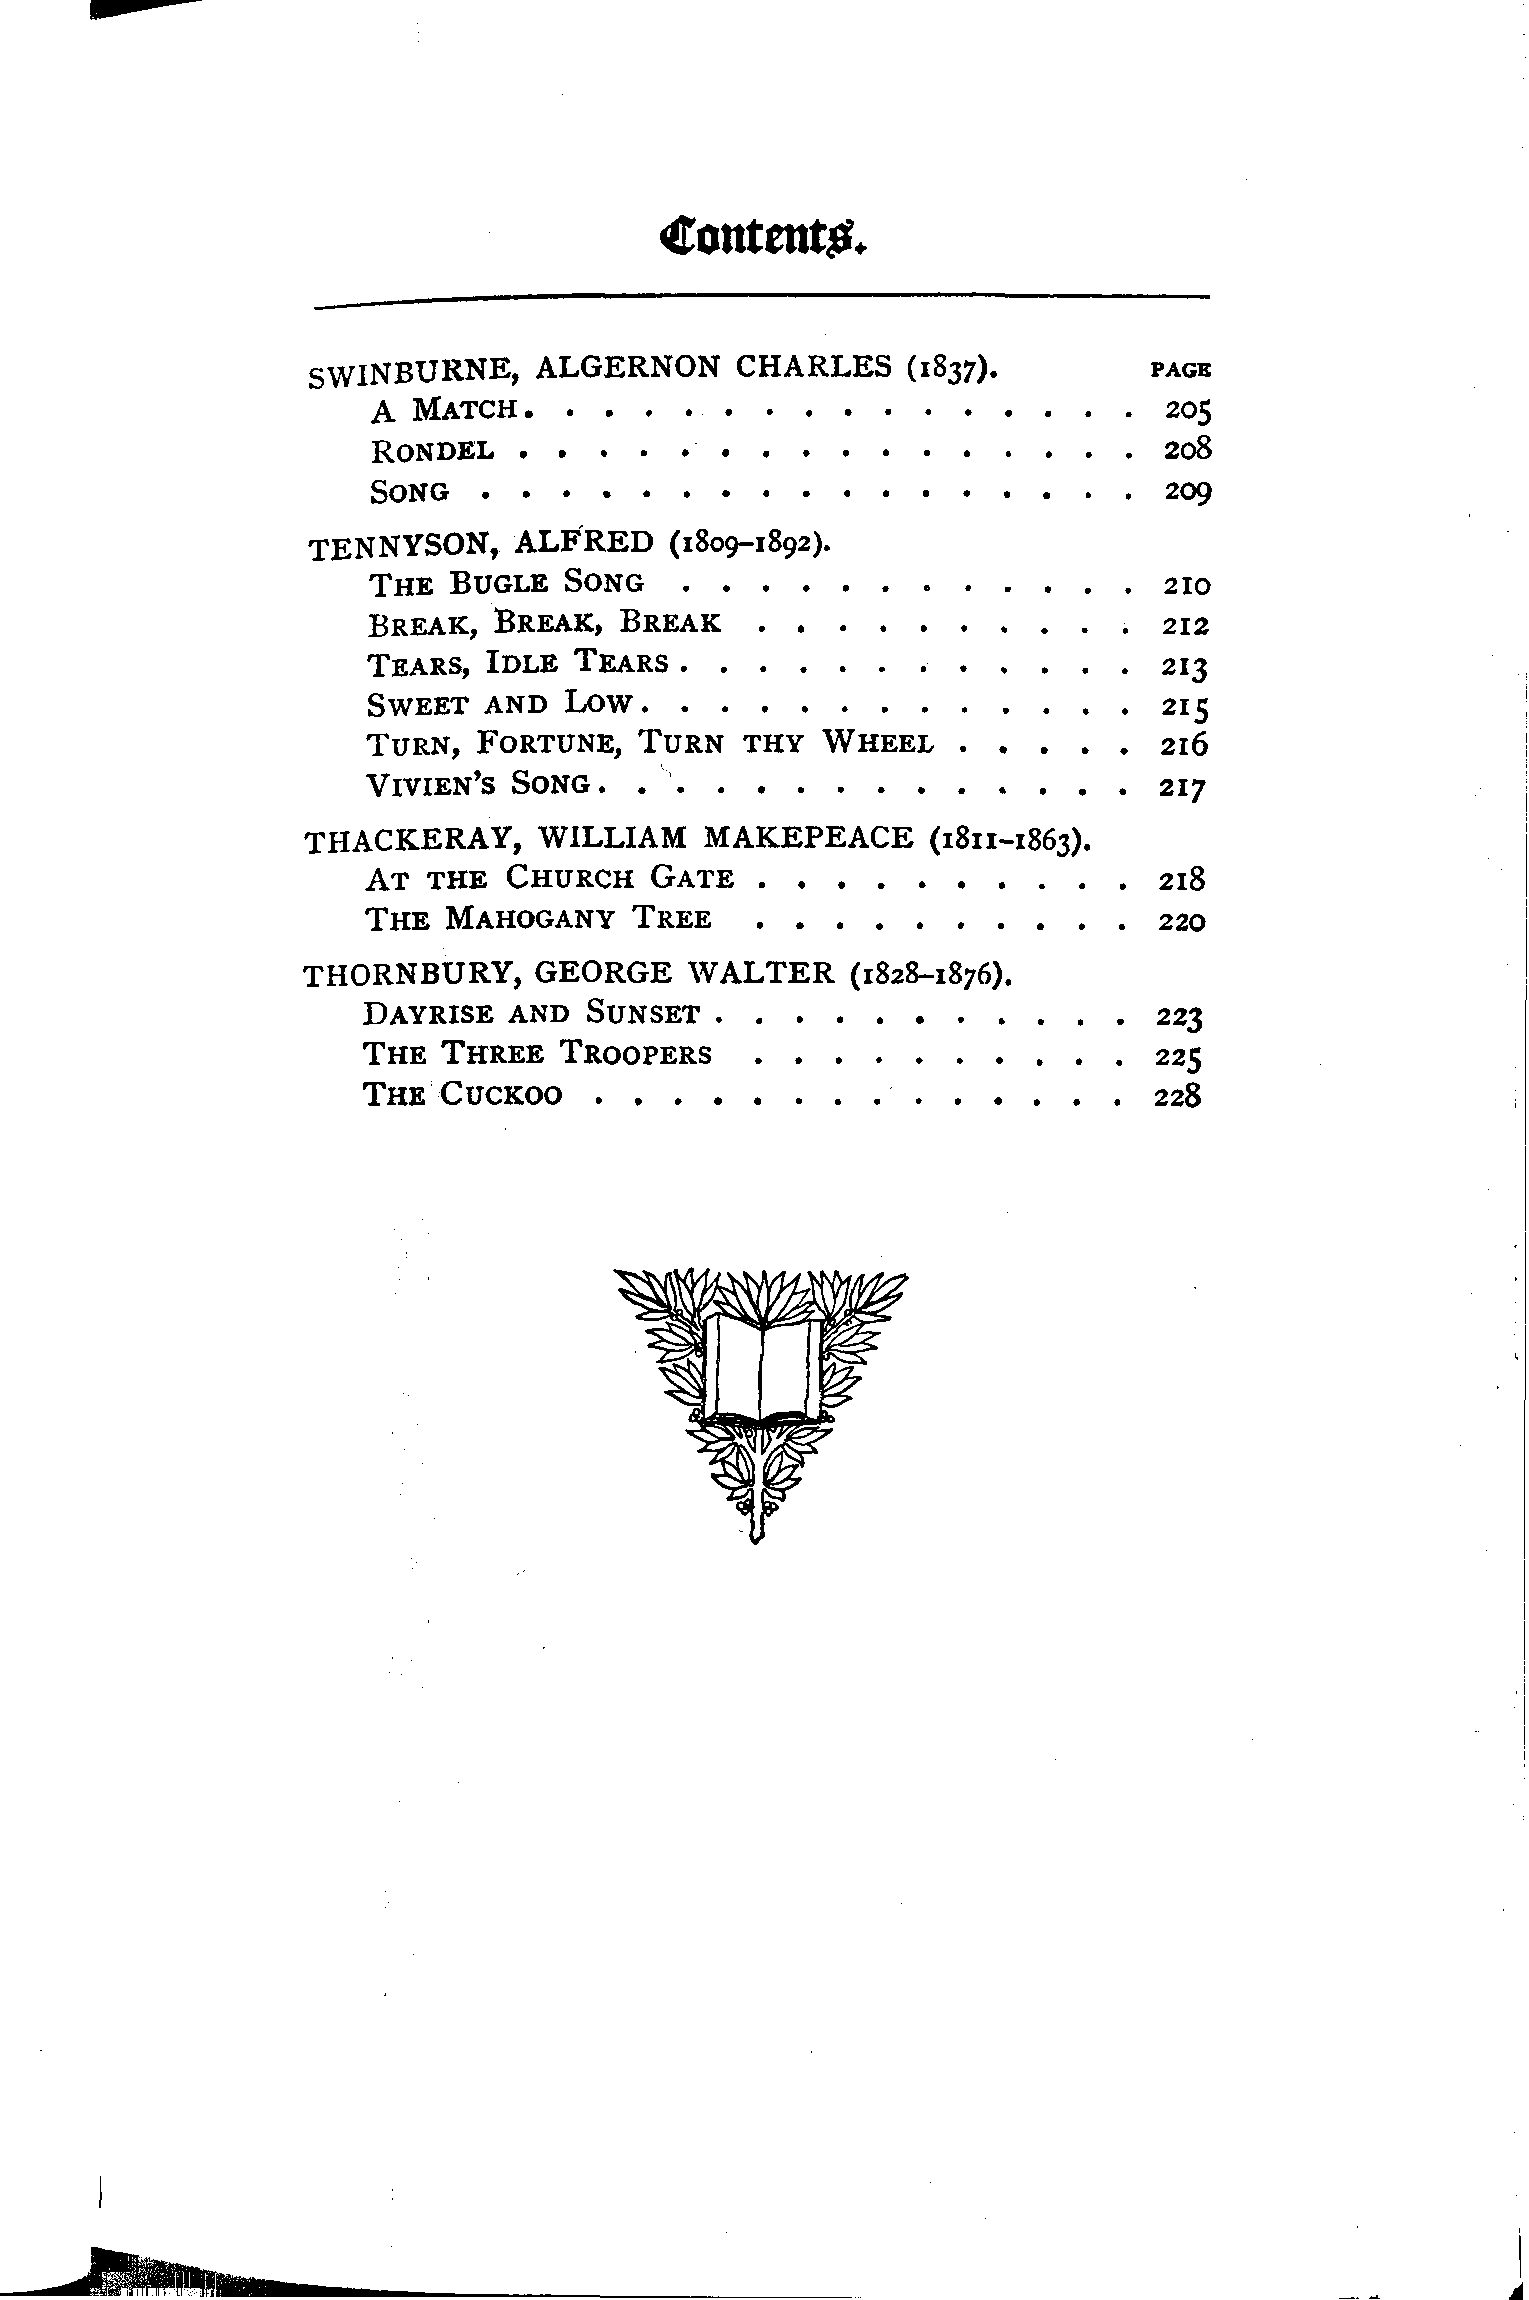 Contents.
SWINBURNE, ALGERNON CHARLES (1837). PAGE
A MATCH. . . . . . . . . . . . . . . . 205
RONDEL . . . . . . . . . . . . . . . . 208
SONG . . . . . . . . . . . . . . . . . 209
TENNYSON, ALFRED (1809–1892).
THE BUGLE SONG . . . . . . . . . . . . 210
BREAK, BREAK, BREAK . . . . . . . . . . 212
TEARS, IDLE TEARS . . . . . . . . . . . . 213
SWEET AND LOW . . . . . . . . . . . . . 215
TURN, FORTUNE, TURN THY WHEEL . . . . . 216
VIVIEN'S SONG . . . . . . . . . . . . . . 217
THACKERAY, WILLIAM MAKEPEACE (1811–1863).
AT THE CHURCH GATE . . . . . . . . . . 218
THE MAHOGANY TREE . . . . . . . . . . 220
THORNBURY, GEORGE WALTER (1828–1876).
DAYRISE AND SUNSET . . . . . . . . . . . 223
THE THREE TROOPERS . . . . . . . . . . 225
THE CUCKOO . . . . . . . . . . . . . . 228